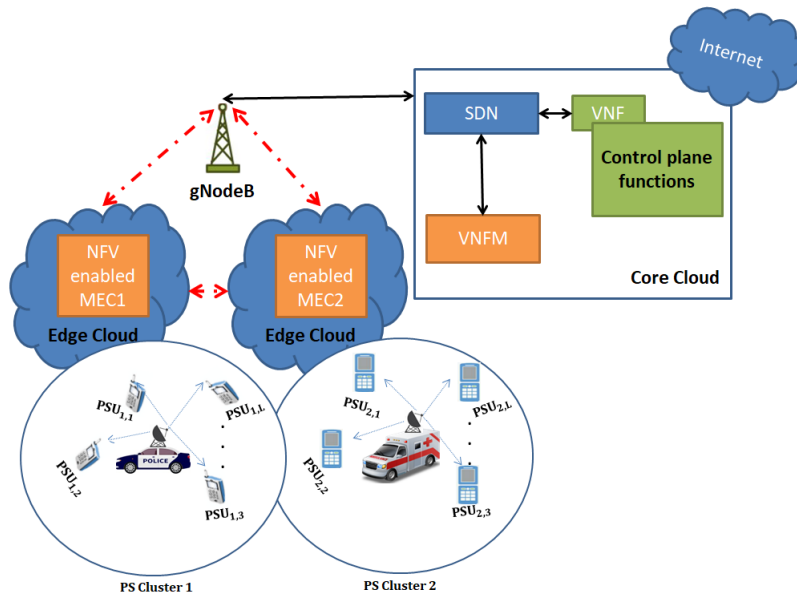 Internet
SDN
VNF
Control plane
functions
gNodeB
VNFM
Core Cloud
NFV
enabled
MEC1
NFV
enabled
MEC2
Edge Cloud
Edge Cloud
PSU1,1
PSU1,L
PSU1,2
PSU1,3
POLICE
PSU2,1
PSU2,L
PSU2,2
PSU2,3
PS Cluster 1
PS Cluster 2